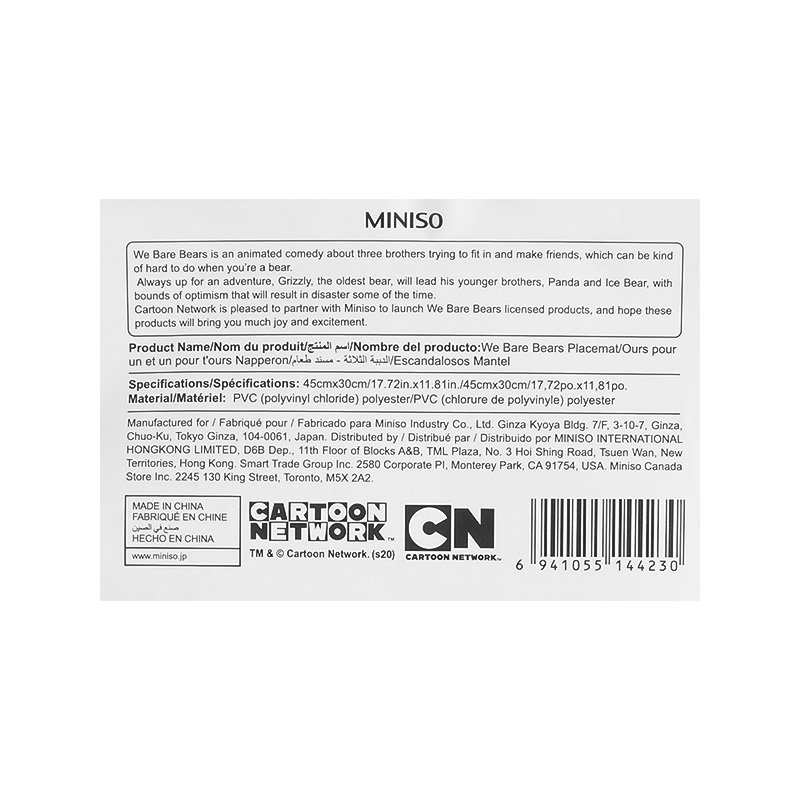 MINISO
We Bare Bears is an animated comedy about three brothers trying to fit in and make friends, which can be kind
of hard to do when you're a bear.
Always up for an adventure, Grizzly, the oldest bear, will lead his younger brothers, Panda and Ice Bear, with
bounds of optimism that will result in disaster some of the time.
Cartoon Network is pleased to partner with Miniso to launch We Bare Bears licensed products, and hope these
products will bring you much joy and excitement.
Product Name/Nom du produit/اسم المنتج/Nombre del producto:We Bare Bears Placemat/Ours pour
un et un pour t'ours Napperon/الدببة الثلاثة - مسند طعام/Escandalosos Mantel
Specifications/Spécifications: 45cmx30cm/17.72in.x11.81in./45cmx30cm/17,72po.x11,81po.
Material/Matériel: PVC (polyvinyl chloride) polyester/PVC (chlorure de polyvinyle) polyester
Manufactured for / Fabriqué pour / Fabricado para Miniso Industry Co., Ltd. Ginza Kyoya Bldg. 7/F, 3-10-7, Ginza,
Chuo-Ku, Tokyo Ginza, 104-0061, Japan. Distributed by / Distribué par / Distribuido por MINISO INTERNATIONAL
HONGKONG LIMITED, D6B Dep., 11th Floor of Blocks A&B, TML Plaza, No. 3 Hoi Shing Road, Tsuen Wan, New
Territories, Hong Kong. Smart Trade Group Inc. 2580 Corporate Pl, Monterey Park, CA 91754, USA. Miniso Canada
Store Inc. 2245 130 King Street, Toronto, M5X 2A2.
MADE IN CHINA
FABRIQUÉ EN CHINE
صنع في الصين
HECHO EN CHINA
www.miniso.jp
CARTOON
NETWORK™
TM & © Cartoon Network. (s20)
CN
CARTOON NETWORK™
6 941055 144230